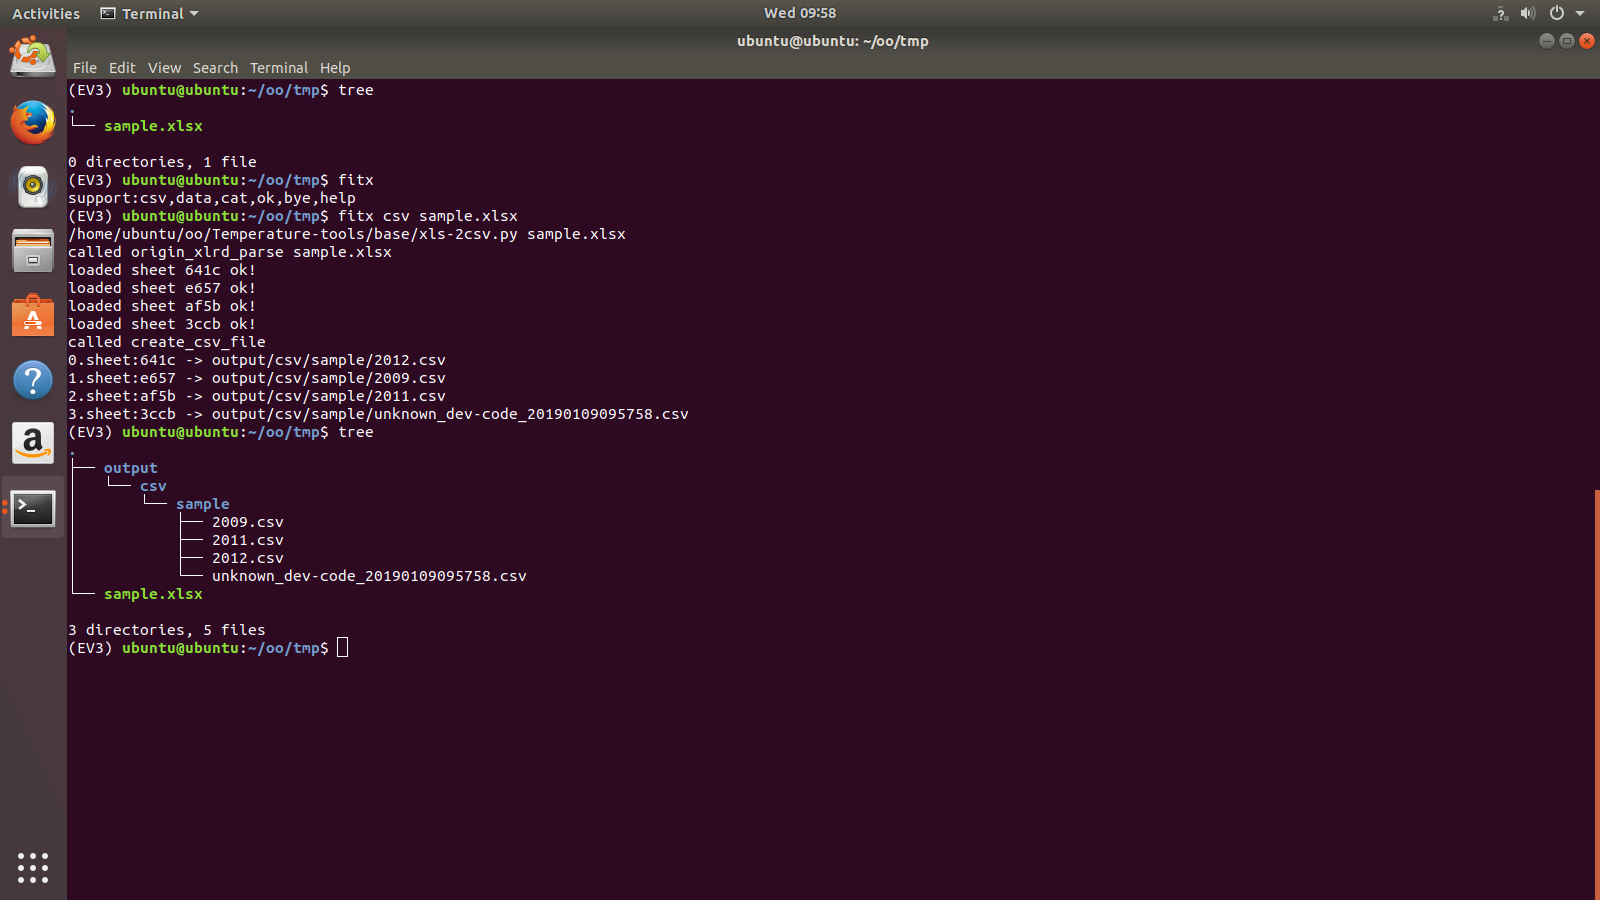 Activities Terminal Wed 09:58
ubuntu@ubuntu: ~/oo/tmp
File Edit View Search Terminal Help
(EV3) ubuntu@ubuntu:~/oo/tmp$ tree
.
└── sample.xlsx
0 directories, 1 file
(EV3) ubuntu@ubuntu:~/oo/tmp$ fitx
support:csv,data,cat,ok,bye,help
(EV3) ubuntu@ubuntu:~/oo/tmp$ fitx csv sample.xlsx
/home/ubuntu/oo/Temperature-tools/base/xls-2csv.py sample.xlsx
called origin_xlrd_parse sample.xlsx
loaded sheet 641c ok!
loaded sheet e657 ok!
loaded sheet af5b ok!
loaded sheet 3ccb ok!
called create_csv_file
0.sheet:641c -> output/csv/sample/2012.csv
1.sheet:e657 -> output/csv/sample/2009.csv
2.sheet:af5b -> output/csv/sample/2011.csv
3.sheet:3ccb -> output/csv/sample/unknown_dev-code_20190109095758.csv
(EV3) ubuntu@ubuntu:~/oo/tmp$ tree
.
├── output
│   └── csv
│       └── sample
│           ├── 2009.csv
│           ├── 2011.csv
│           ├── 2012.csv
│           └── unknown_dev-code_20190109095758.csv
└── sample.xlsx
3 directories, 5 files
(EV3) ubuntu@ubuntu:~/oo/tmp$